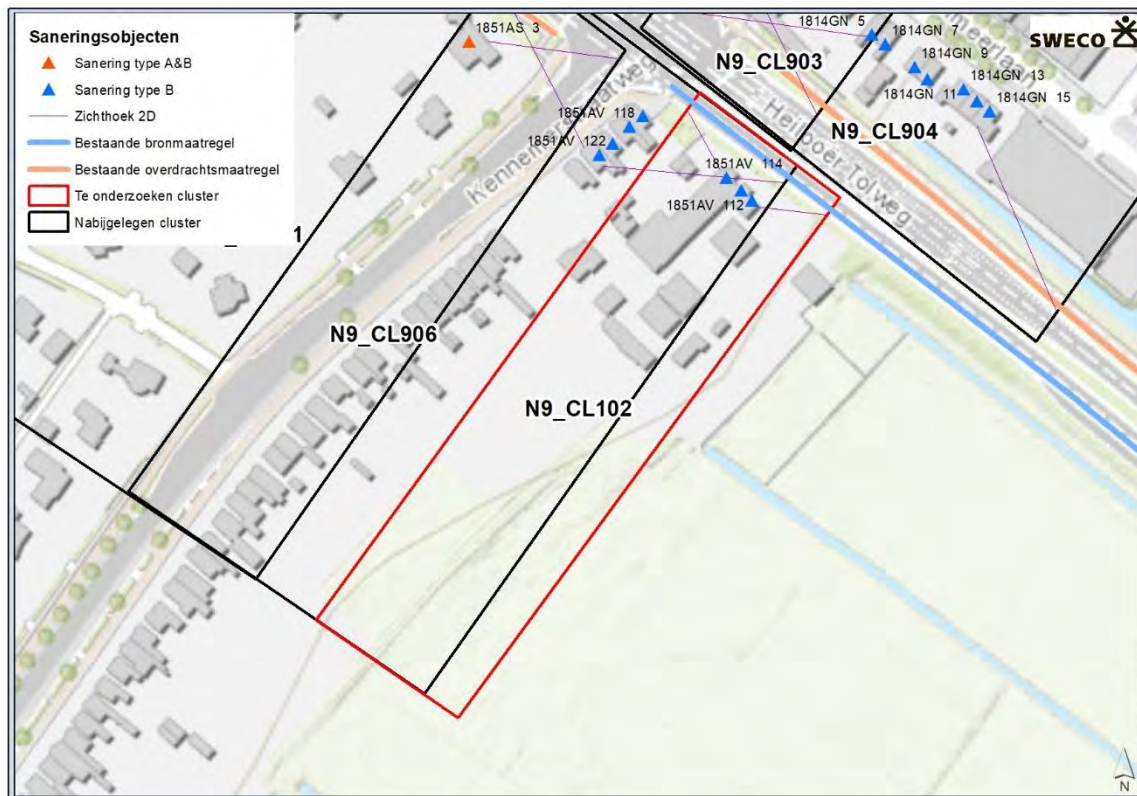 Saneringsobjecten
Sanering type A&B
Sanering type B
Zichthoek 2D
Bestaande bronmaatregel
Bestaande overdrachtsmaatregel
Te onderzoeken cluster
Nabijgelegen cluster
SWECO
1851AS 3
1814GN 5
1814GN 7
1814GN 9
1814GN 13
1814GN 11
1814GN 15
N9_CL903
N9_CL904
1851AV 118
1851AV 122
1851AV 114
1851AV 112
Heilooër Tolweg
N9_CL906
N9_CL102
1
N